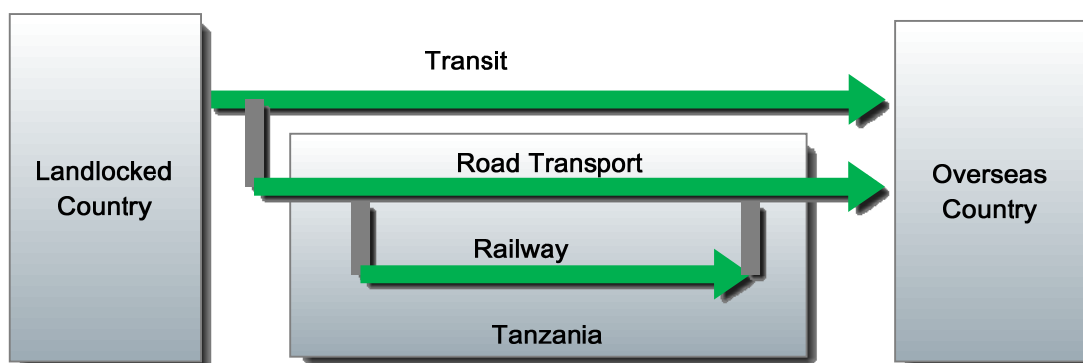 Transit
Landlocked
Country
Road Transport
Overseas
Country
Railway
Tanzania